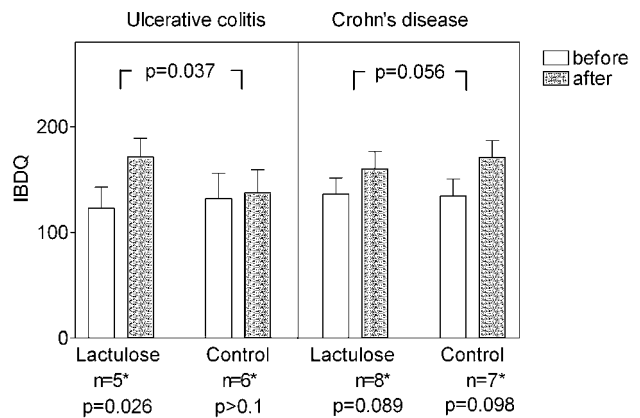 Ulcerative colitis Crohn's disease
before
after
p=0.037 p=0.056
IBDQ
200
100
0
Lactulose Control Lactulose Control
n=5* n=6* n=8* n=7*
p=0.026 p>0.1 p=0.089 p=0.098